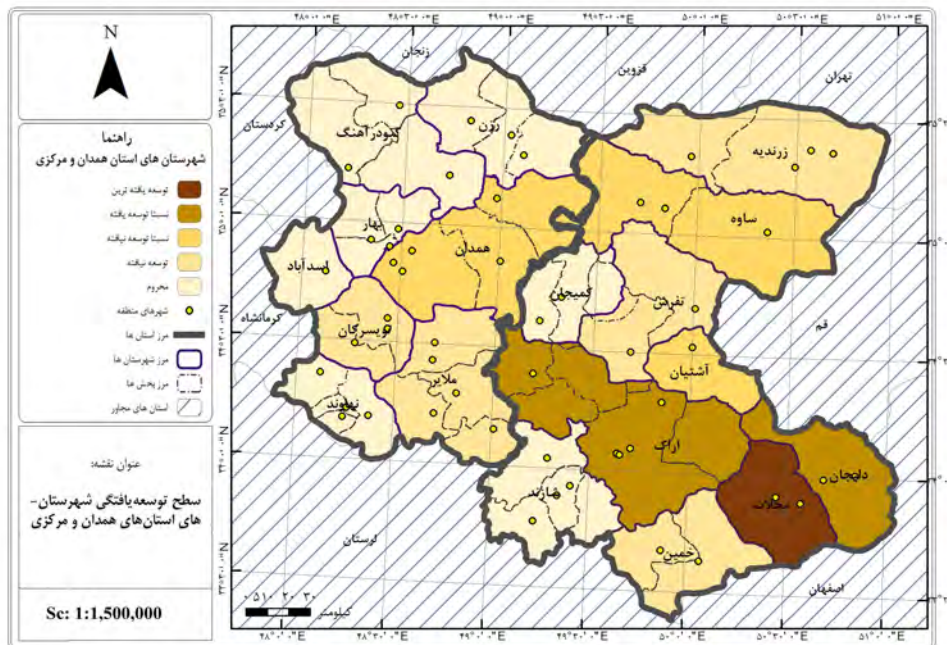 N
راهنما
شهرستان های استان همدان و مرکزی
توسعه یافته ترین
نسبتا توسعه یافته
نسبتا توسعه نیافته
توسعه نیافته
محروم
شهرهای منطقه
مرز استان ها
مرز شهرستان ها
مرز بخش ها
استان های مجاور
عنوان نقشه:
سطح توسعه‌یافتگی شهرستان-
های استان‌های همدان و مرکزی
Sc: 1:1,500,000
زنجان
قزوین
تهران
کردستان
کبودرآهنگ
رزن
زرندیه
بهار
همدان
ساوه
اسدآباد
کمیجان
تفرش
قم
کرمانشاه
تویسرکان
آشتیان
ملایر
نهاوند
اراک
دلیجان
شازند
محلات
خمین
لرستان
اصفهان
کیلومتر